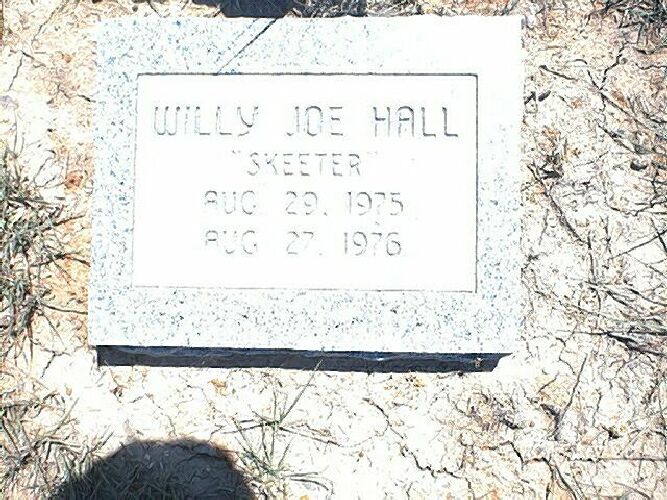 WILLY JOE HALL
"SKEETER"
AUG 29, 1975
AUG 27, 1976